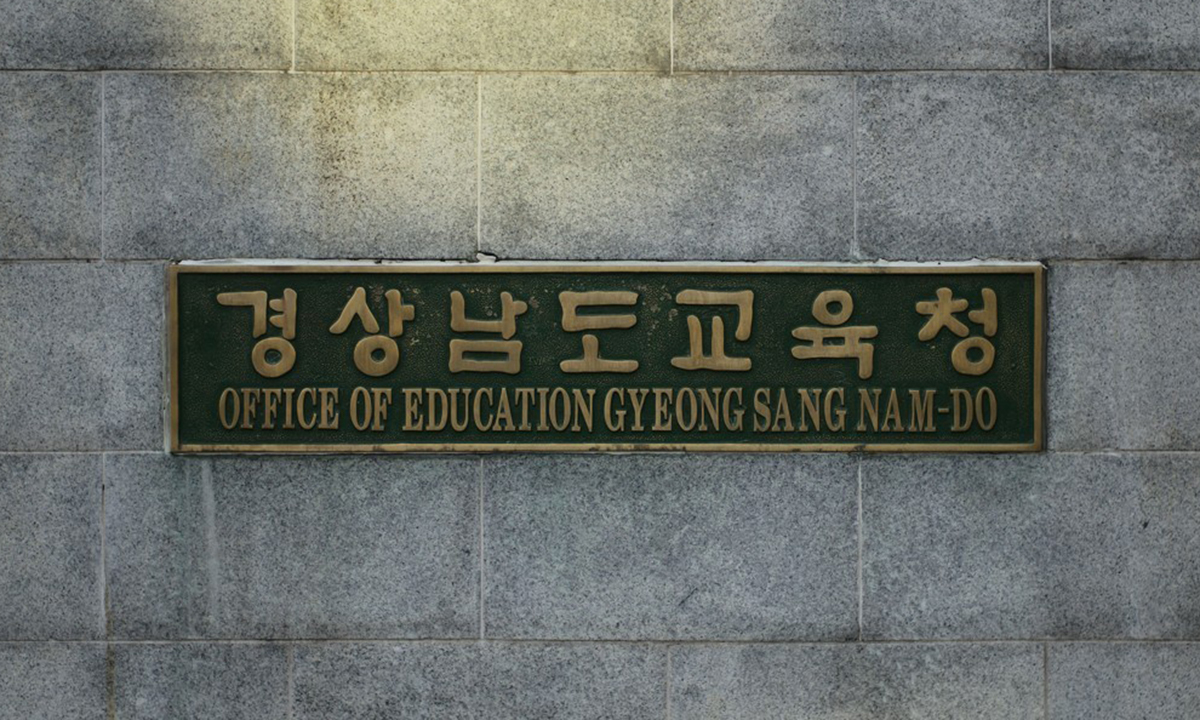 경상남도교육청
OFFICE OF EDUCATION GYEONG SANG NAM-DO